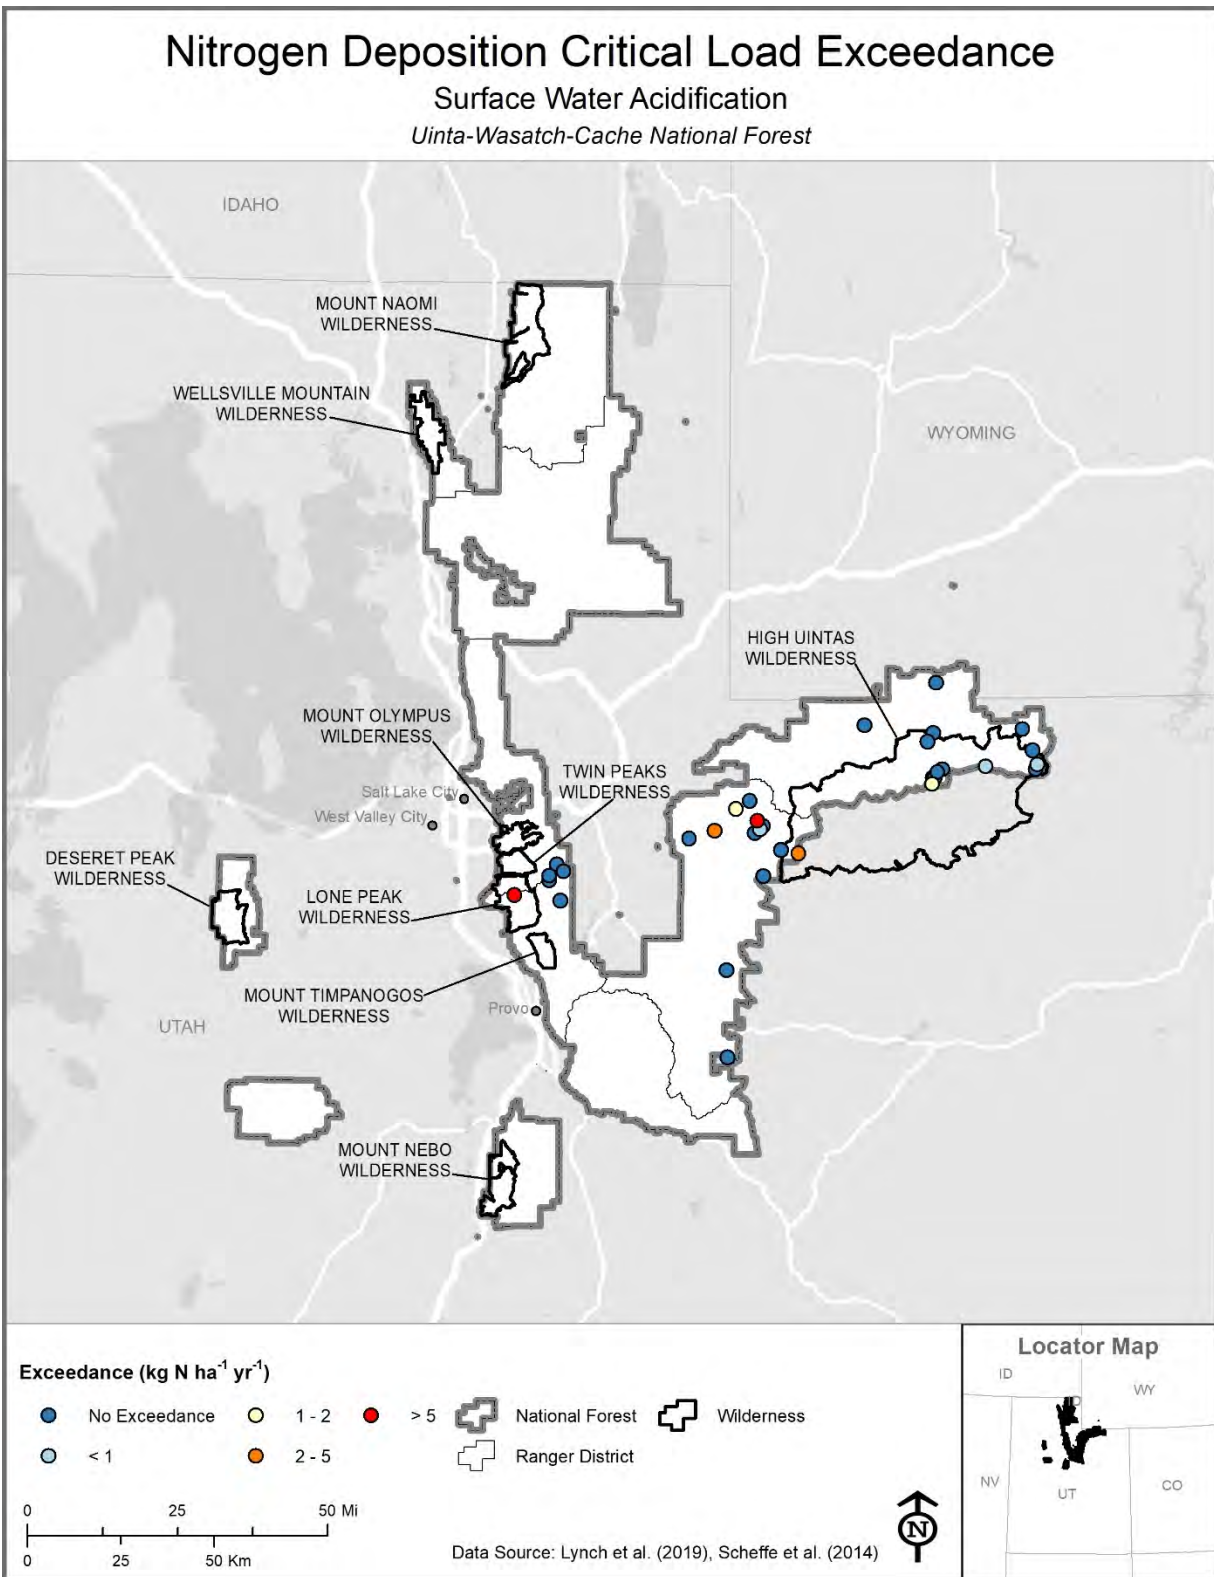 Nitrogen Deposition Critical Load Exceedance
Surface Water Acidification
Uinta-Wasatch-Cache National Forest
IDAHO
MOUNT NAOMI
WILDERNESS
WELLSVILLE MOUNTAIN
WILDERNESS
WYOMING
HIGH UINTAS
WILDERNESS
MOUNT OLYMPUS
WILDERNESS
TWIN PEAKS
WILDERNESS
Salt Lake City
West Valley City
DESERET PEAK
WILDERNESS
LONE PEAK
WILDERNESS
MOUNT TIMPANOGOS
WILDERNESS
Provo
UTAH
MOUNT NEBO
WILDERNESS
Exceedance (kg N ha⁻¹ yr⁻¹)
No Exceedance
1 - 2
> 5
National Forest
Wilderness
< 1
2 - 5
Ranger District
0 25 50 Mi
0 25 50 Km
Data Source: Lynch et al. (2019), Scheffe et al. (2014)
N
Locator Map
ID
WY
NV
UT
CO